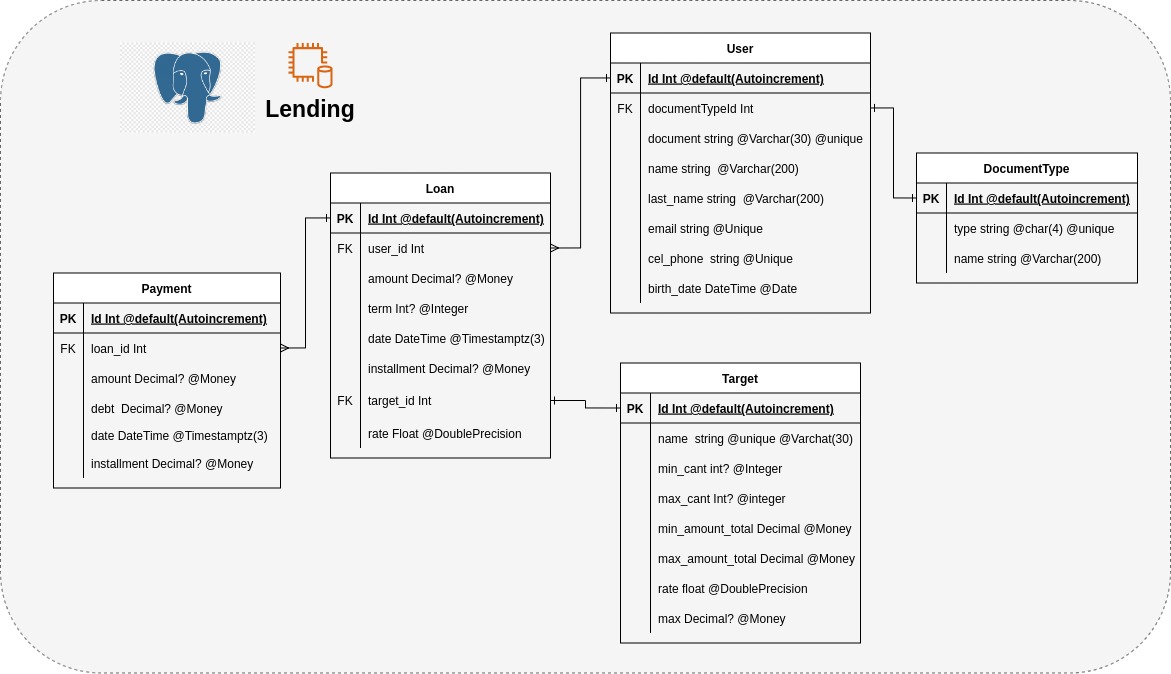 Lending
User
PK Id Int @default(Autoincrement)
FK documentTypeId Int
document string @Varchar(30) @unique
name string  @Varchar(200)
last_name string  @Varchar(200)
email string @Unique
cel_phone  string @Unique
birth_date DateTime @Date
DocumentType
PK Id Int @default(Autoincrement)
type string @char(4) @unique
name string @Varchar(200)
Loan
PK Id Int @default(Autoincrement)
FK user_id Int
amount Decimal? @Money
term Int? @Integer
date DateTime @Timestamptz(3)
installment Decimal? @Money
FK target_id Int
rate Float @DoublePrecision
Payment
PK Id Int @default(Autoincrement)
FK loan_id Int
amount Decimal? @Money
debt  Decimal? @Money
date DateTime @Timestamptz(3)
installment Decimal? @Money
Target
PK Id Int @default(Autoincrement)
name  string @unique @Varchat(30)
min_cant int? @Integer
max_cant Int? @integer
min_amount_total Decimal @Money
max_amount_total Decimal @Money
rate float @DoublePrecision
max Decimal? @Money